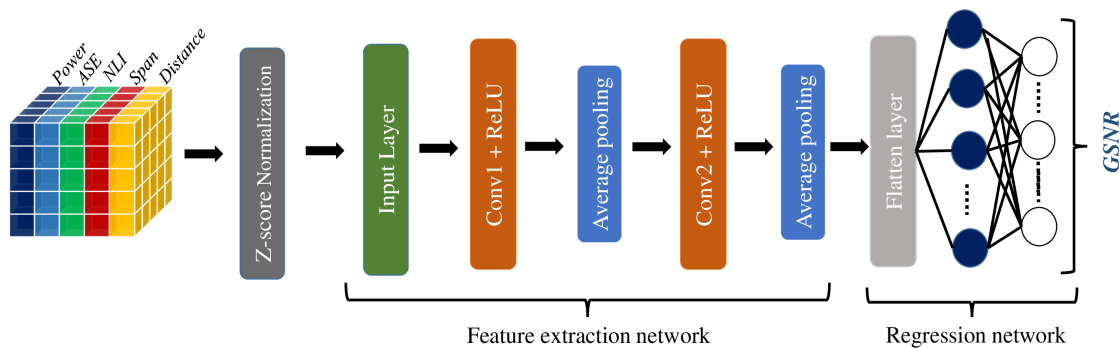 Power
ASE
NLI
Span
Distance
Z-score Normalization
Input Layer
Conv1 + ReLU
Average pooling
Conv2 + ReLU
Average pooling
Flatten layer
GSNR
Feature extraction network
Regression network